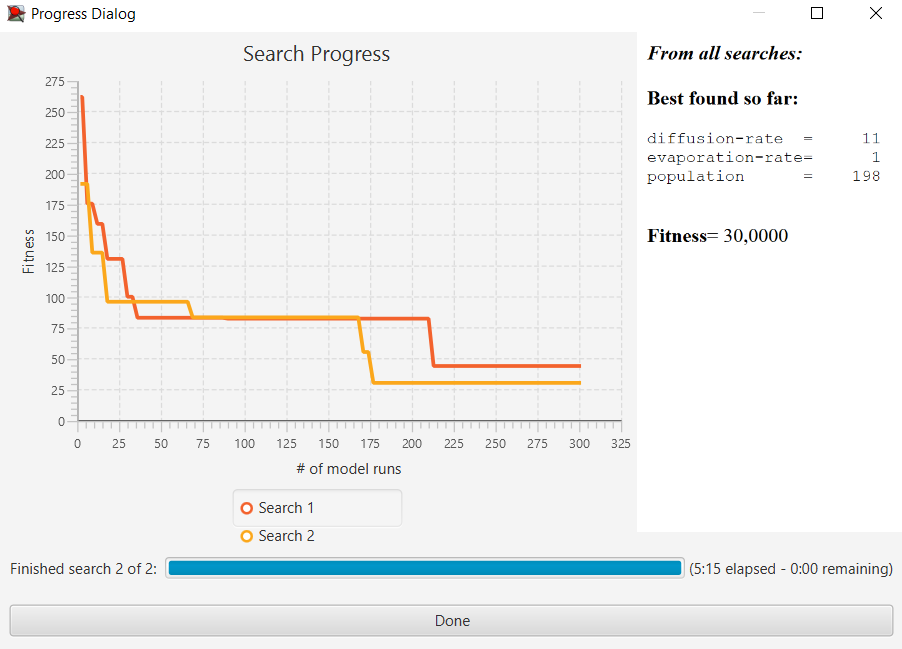 Progress Dialog
Search Progress
275
250
225
200
175
150
125
100
75
50
25
0
Fitness
0 25 50 75 100 125 150 175 200 225 250 275 300 325
# of model runs
Search 1
Search 2
From all searches:
Best found so far:
diffusion-rate = 11
evaporation-rate= 1
population = 198
Fitness= 30,0000
Finished search 2 of 2: (5:15 elapsed - 0:00 remaining)
Done